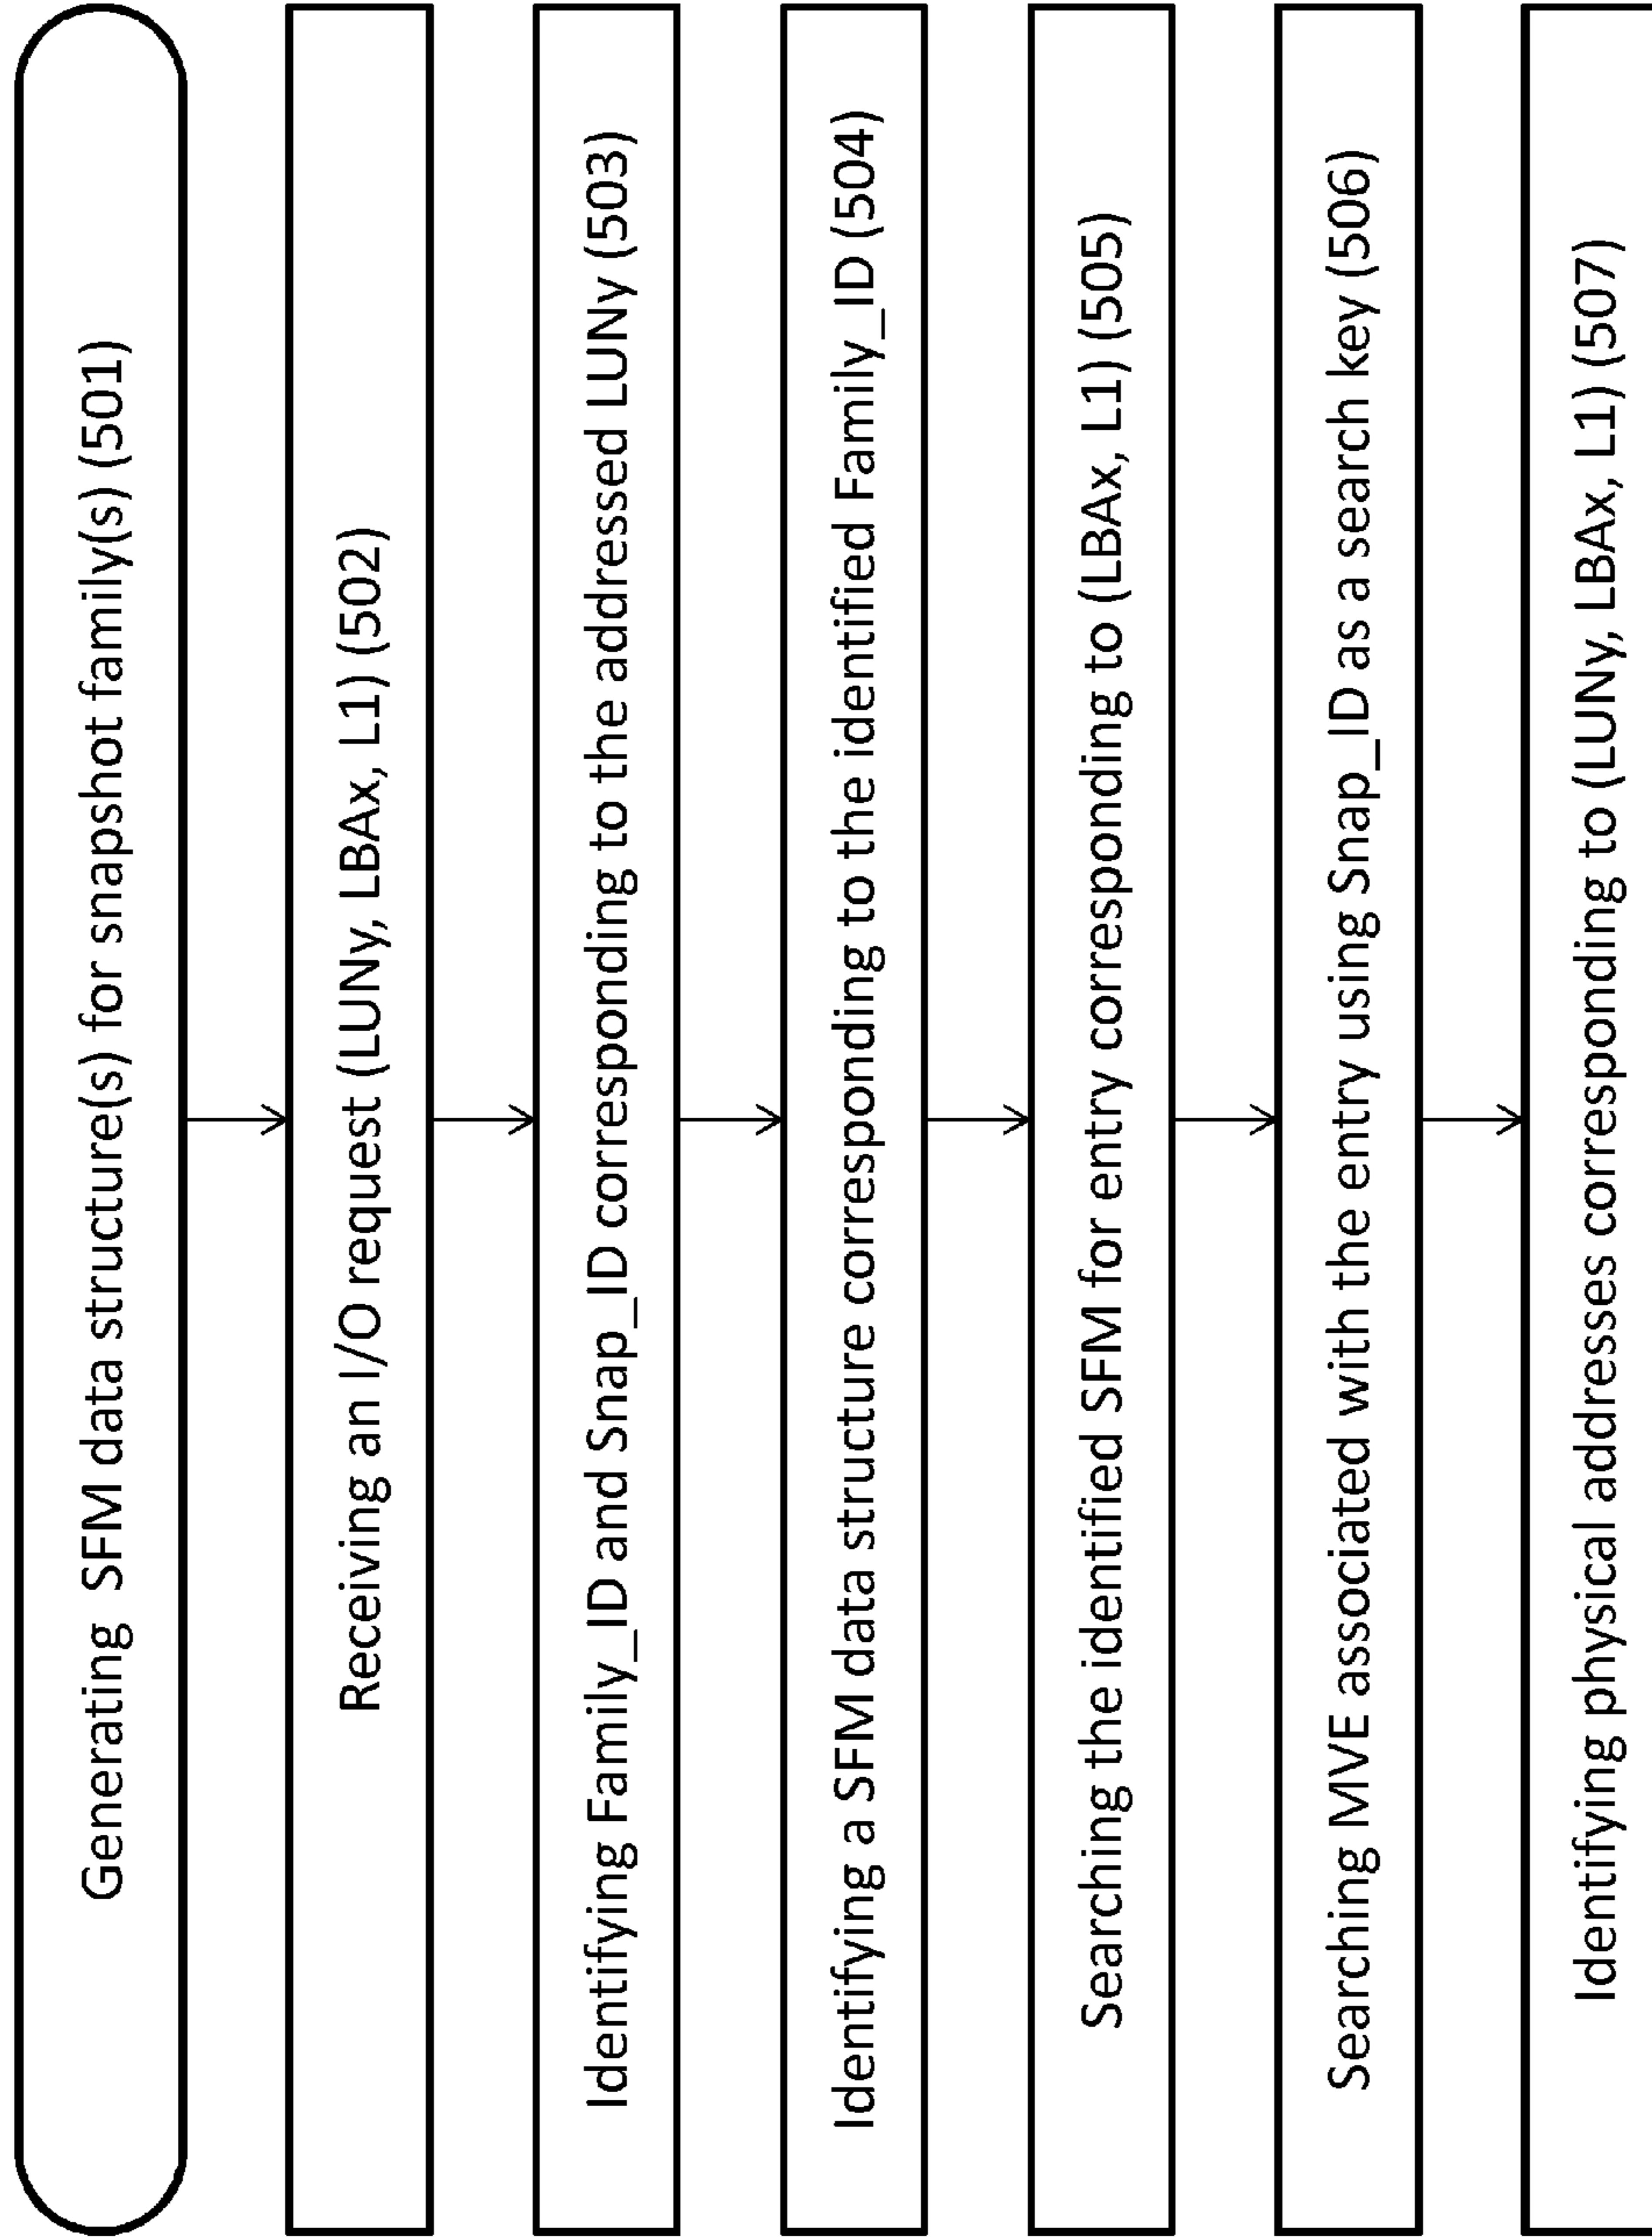 Generating SFM data structure(s) for snapshot family(s) (501)
Receiving an I/O request (LUNy, LBAx, L1) (502)
Identifying Family_ID and Snap_ID corresponding to the addressed LUNy (503)
Identifying a SFM data structure corresponding to the identified Family_ID (504)
Searching the identified SFM for entry corresponding to (LBAx, L1) (505)
Searching MVE associated with the entry using Snap_ID as a search key (506)
Identifying physical addresses corresponding to (LUNy, LBAx, L1) (507)